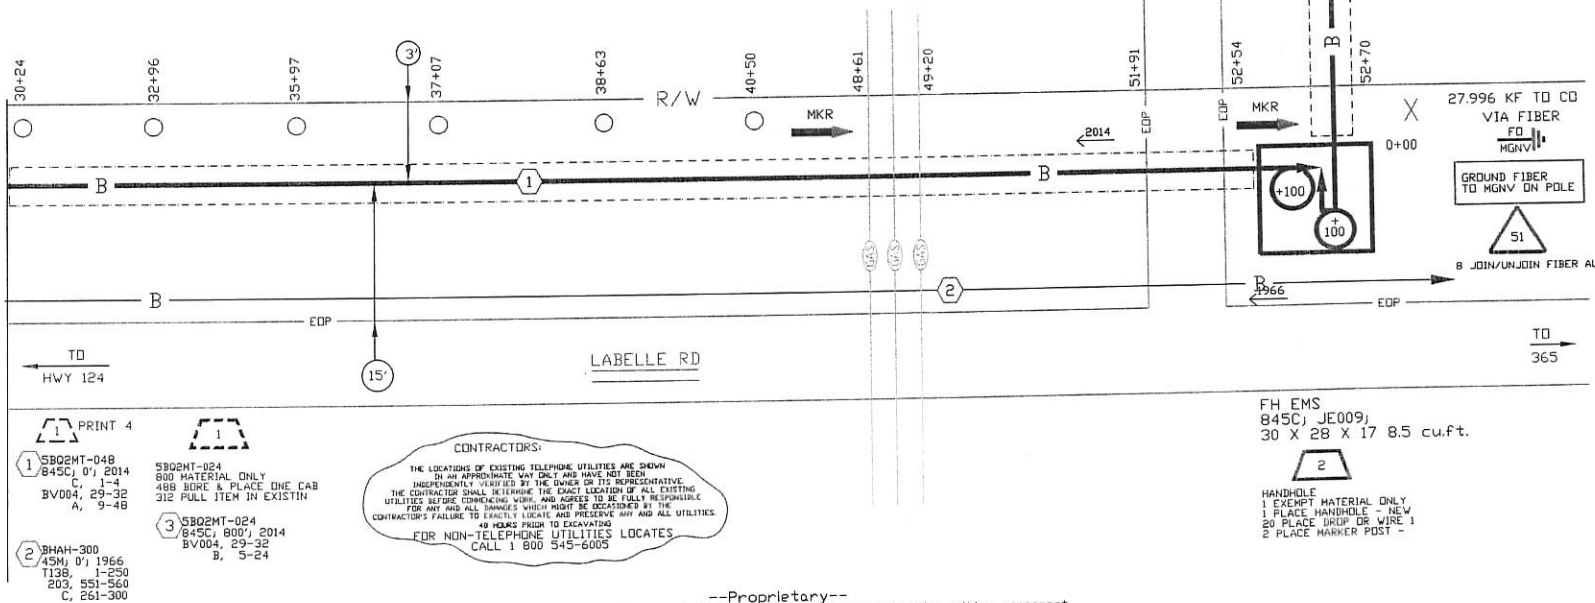 30+24
32+96
35+97
3'
37+07
38+63
40+50
48+61
49+20
51+91
52+54
B
52+70
R/W
MKR
EOP
EOP
MKR
X
27.996 KF TO CO
VIA FIBER
FO
MGNV
2014
0+00
B
1
B
+100
+
100
GROUND FIBER
TO MGNV ON POLE
51
8 JOIN/UNJOIN FIBER
GAS
GAS
GAS
B
2
B
1966
EOP
EOP
TO
HWY 124
15'
LABELLE RD
TO
365
1
PRINT 4
1
1
5BQ2MT-048
845C; 0'; 2014
C, 1-4
BV004, 29-32
A, 9-48
5BQ2MT-024
800 MATERIAL ONLY
488 BORE & PLACE ONE CAB
312 PULL ITEM IN EXISTIN
3
5BQ2MT-024
845C; 800'; 2014
BV004, 29-32
B, 5-24
2
BHAH-300
45M; 0'; 1966
T138, 1-250
203, 551-560
C, 261-300
CONTRACTORS:
THE LOCATIONS OF EXISTING TELEPHONE UTILITIES ARE SHOWN
IN AN APPROXIMATE WAY ONLY AND HAVE NOT BEEN
INDEPENDENTLY VERIFIED BY THE OWNER OR ITS REPRESENTATIVE.
THE CONTRACTOR SHALL DETERMINE THE EXACT LOCATION OF ALL EXISTING
UTILITIES BEFORE COMMENCING WORK, AND AGREES TO BE FULLY RESPONSIBLE
FOR ANY AND ALL DAMAGES WHICH MIGHT BE OCCASIONED BY THE
CONTRACTOR'S FAILURE TO EXACTLY LOCATE AND PRESERVE ANY AND ALL UTILITIES.
48 HOURS PRIOR TO EXCAVATING
FOR NON-TELEPHONE UTILITIES LOCATES
CALL 1 800 545-6005
FH EMS
845C; JE009;
30 X 28 X 17 8.5 cu.ft.
2
HANDHOLE
1 EXEMPT MATERIAL ONLY
1 PLACE HANDHOLE - NEW
20 PLACE DROP OR WIRE 1
2 PLACE MARKER POST -
--Proprietary--